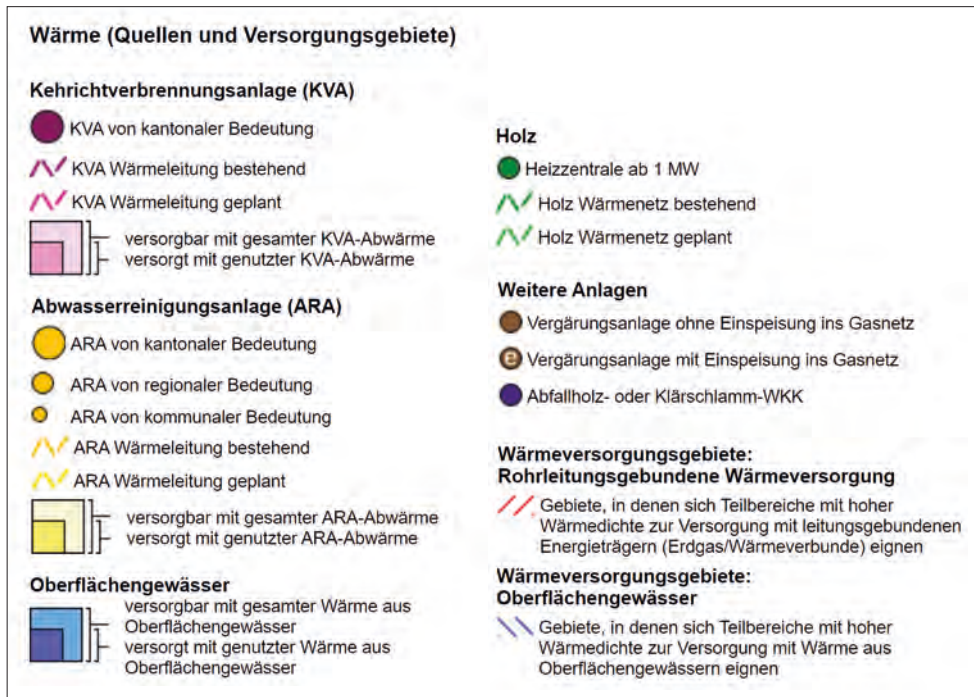 Wärme (Quellen und Versorgungsgebiete)
Kehrichtverbrennungsanlage (KVA)
KVA von kantonaler Bedeutung
KVA Wärmeleitung bestehend
KVA Wärmeleitung geplant
versorgbar mit gesamter KVA-Abwärme
versorgt mit genutzter KVA-Abwärme
Abwasserreinigungsanlage (ARA)
ARA von kantonaler Bedeutung
ARA von regionaler Bedeutung
ARA von kommunaler Bedeutung
ARA Wärmeleitung bestehend
ARA Wärmeleitung geplant
versorgbar mit gesamter ARA-Abwärme
versorgt mit genutzter ARA-Abwärme
Oberflächengewässer
versorgbar mit gesamter Wärme aus
Oberflächengewässer
versorgt mit genutzter Wärme aus
Oberflächengewässer
Holz
Heizzentrale ab 1 MW
Holz Wärmenetz bestehend
Holz Wärmenetz geplant
Weitere Anlagen
Vergärungsanlage ohne Einspeisung ins Gasnetz
Vergärungsanlage mit Einspeisung ins Gasnetz
Abfallholz- oder Klärschlamm-WKK
Wärmeversorgungsgebiete:
Rohrleitungsgebundene Wärmeversorgung
Gebiete, in denen sich Teilbereiche mit hoher
Wärmedichte zur Versorgung mit leitungsgebundenen
Energieträgern (Erdgas/Wärmeverbunde) eignen
Wärmeversorgungsgebiete:
Oberflächengewässer
Gebiete, in denen sich Teilbereiche mit hoher
Wärmedichte zur Versorgung mit Wärme aus
Oberflächengewässern eignen